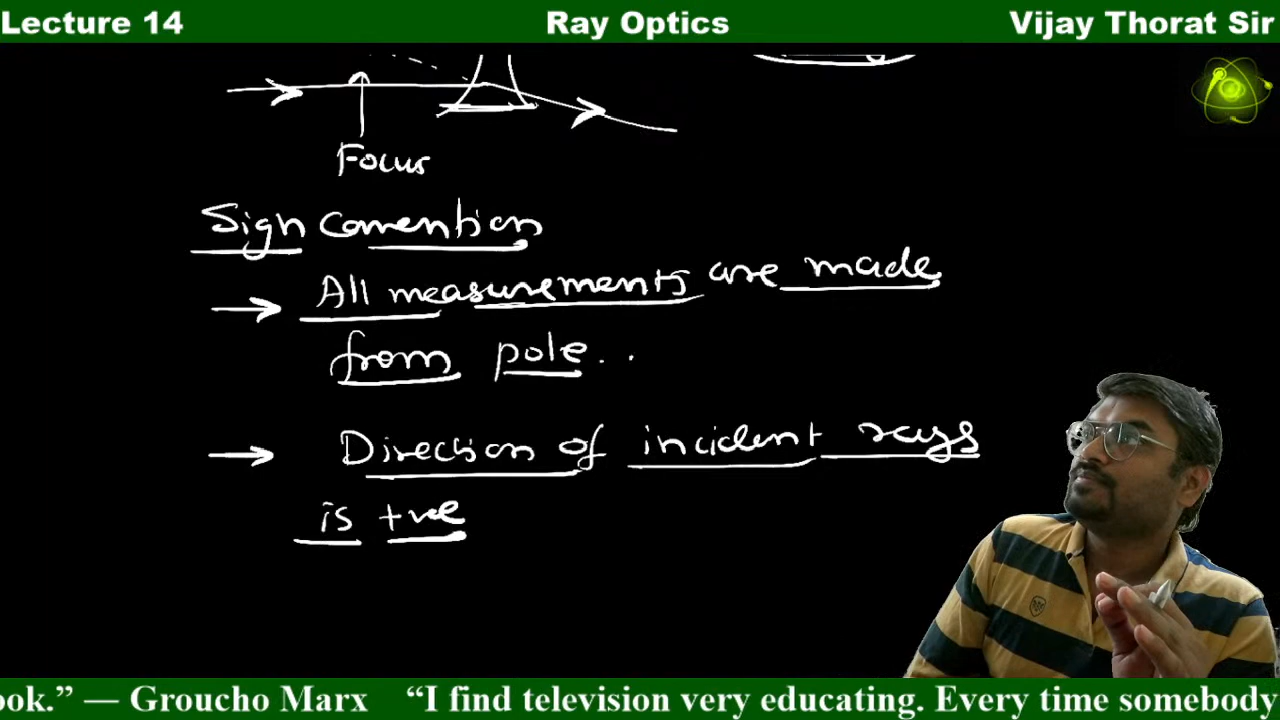 Lecture 14 Ray Optics Vijay Thorat Sir
Focus
Sign Convention
→ All measurements are made
from pole..
→ Direction of incident rays
is +ve
ook.” — Groucho Marx “I find television very educating. Every time somebody